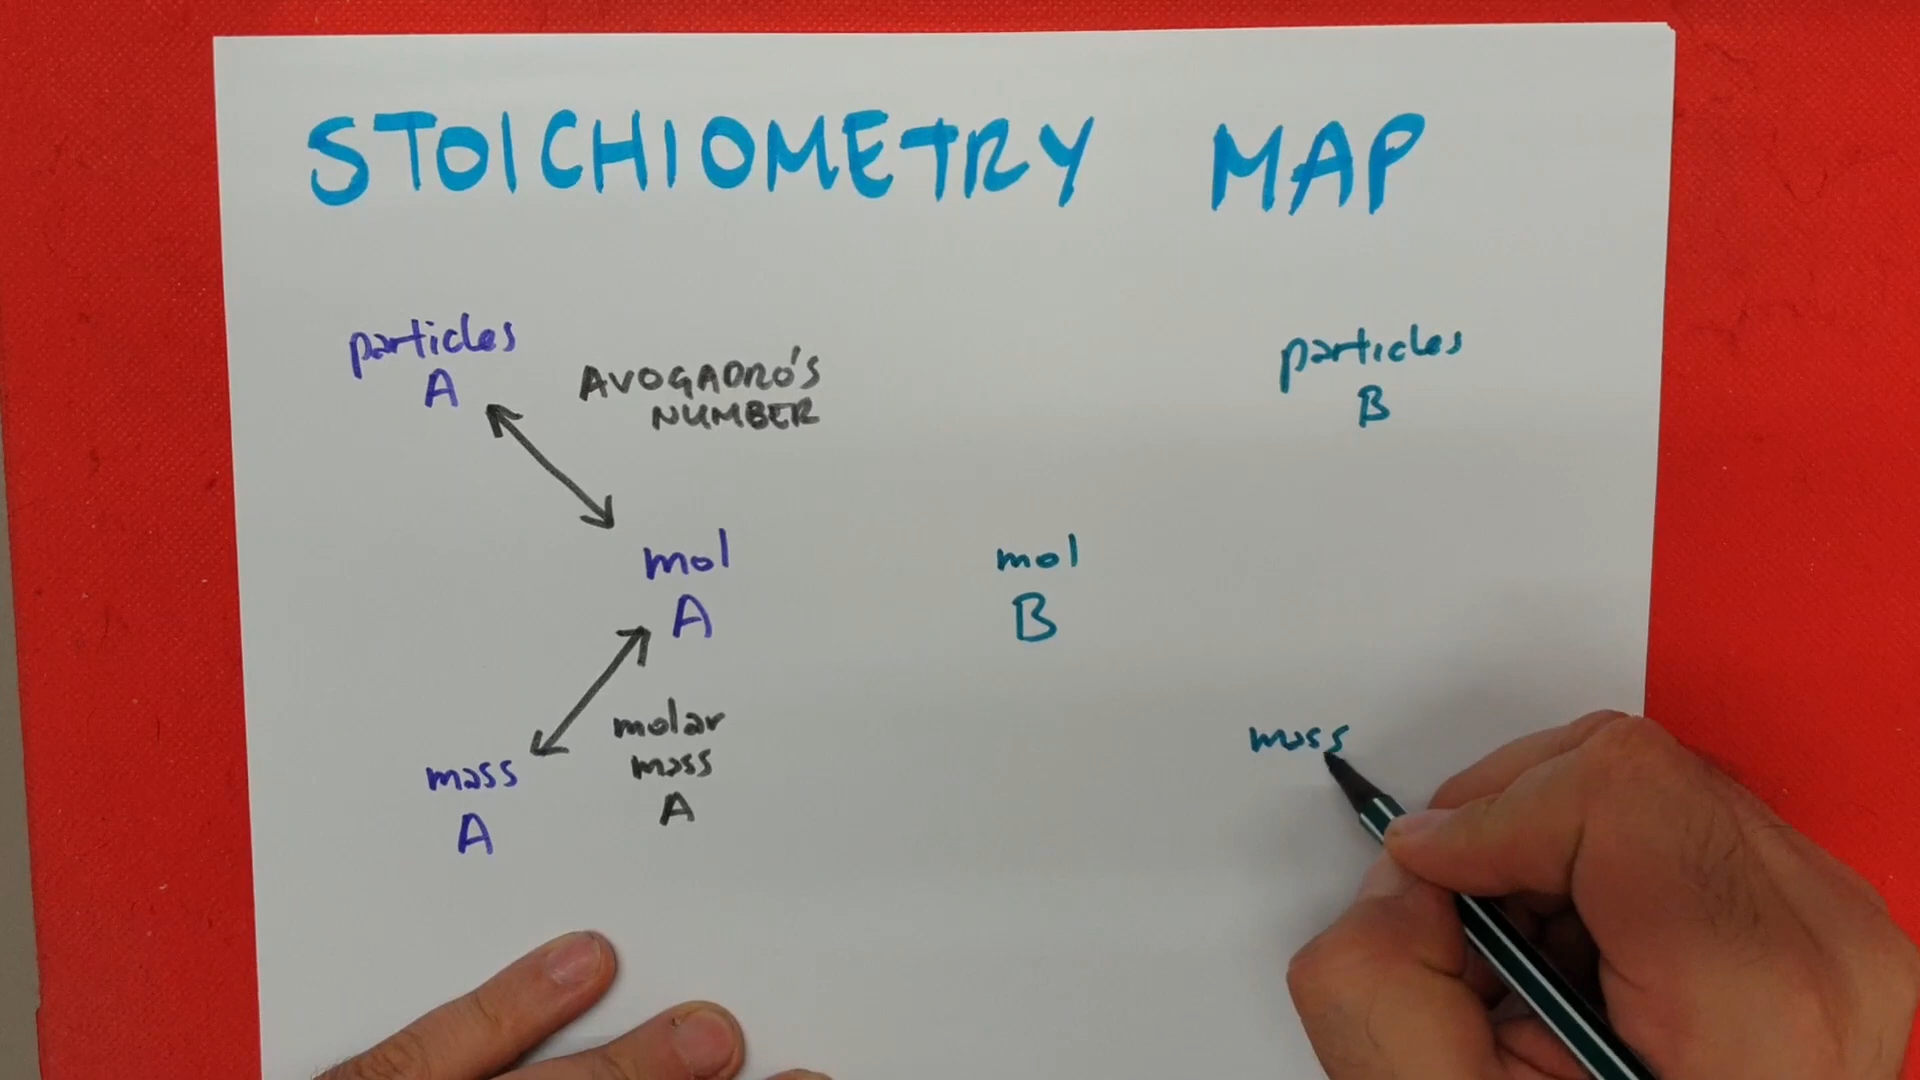 STOICHIOMETRY MAP
particles
A
AVOGADRO'S
NUMBER
particles
B
mol
A
mol
B
molar
mass
A
mass
A
mass